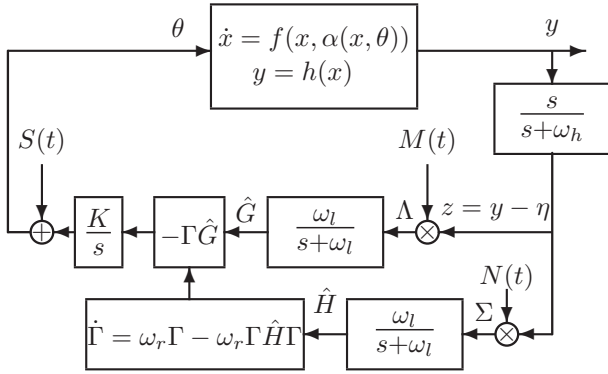 θ
ẋ = f(x, α(x, θ))
y = h(x)
y
s
s+ω_h
S(t)
M(t)
K
s
−ΓĜ
Ĝ
ω_l
s+ω_l
Λ
z = y − η
+
×
N(t)
Γ̇ = ω_rΓ − ω_rΓĤΓ
Ĥ
ω_l
s+ω_l
Σ
×